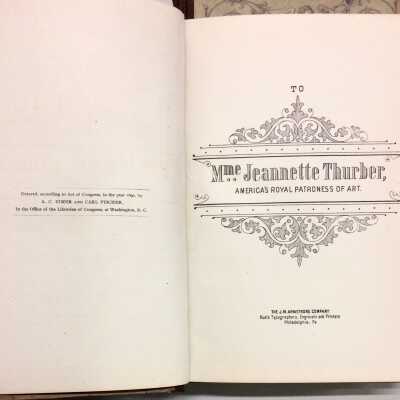 Entered, according to Act of Congress, in the year 1892, by
AND CARL FISCHER,
In the Office of the Librarian of Congress, at Washington, D. C.
TO
Mme Jeannette Thurber,
AMERICA'S ROYAL PATRONESS OF ART.
THE J.M. ARMSTRONG COMPANY
Music Typographers, Engravers and Printers
Philadelphia, Pa